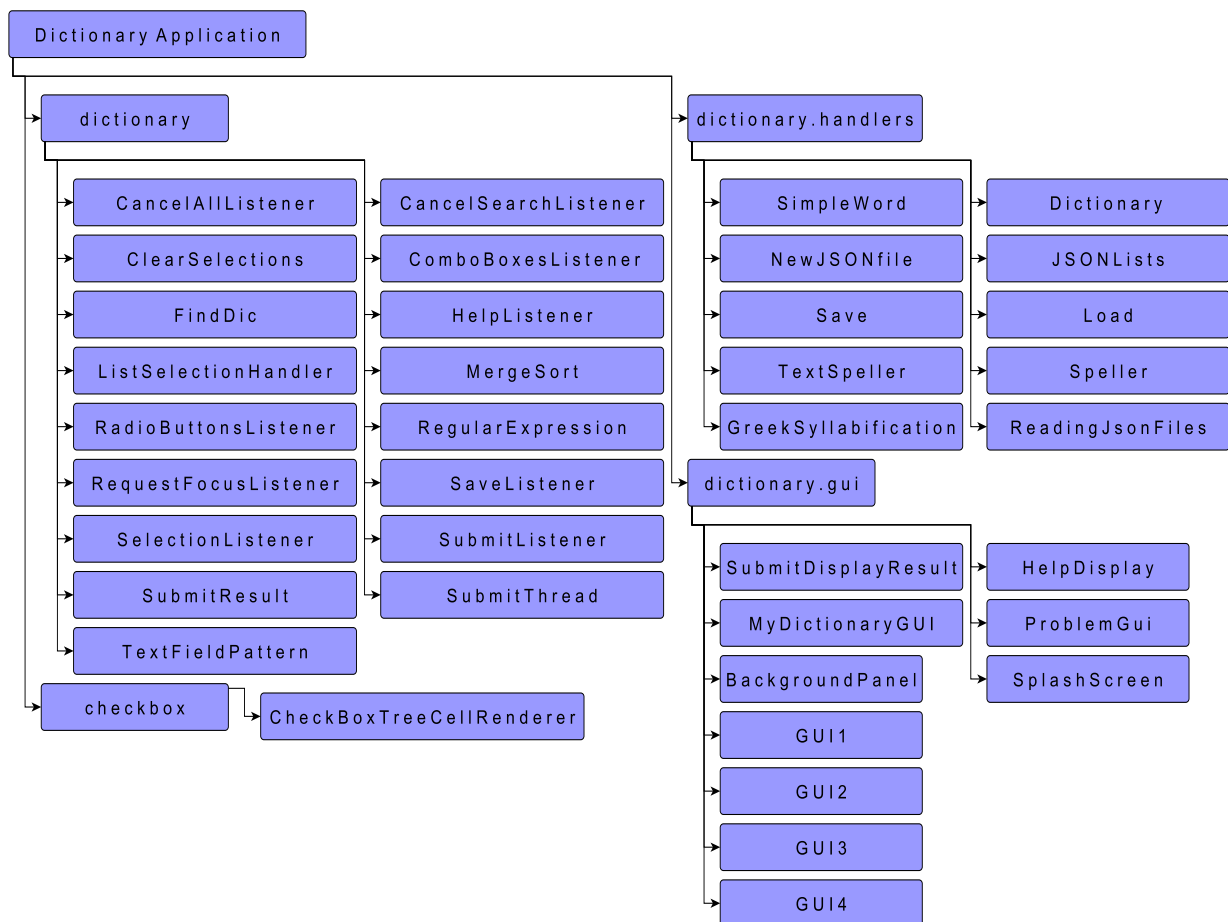 Dictionary Application
dictionary
CancelAllListener
CancelSearchListener
ClearSelections
ComboBoxesListener
FindDic
HelpListener
ListSelectionHandler
MergeSort
RadioButtonsListener
RegularExpression
RequestFocusListener
SaveListener
SelectionListener
SubmitListener
SubmitResult
SubmitThread
TextFieldPattern
checkbox
CheckBoxTreeCellRenderer
dictionary.handlers
SimpleWord
Dictionary
NewJSONfile
JSONLists
Save
Load
TextSpeller
Speller
GreekSyllabification
ReadingJsonFiles
dictionary.gui
SubmitDisplayResult
HelpDisplay
MyDictionaryGUI
ProblemGui
BackgroundPanel
SplashScreen
GUI1
GUI2
GUI3
GUI4